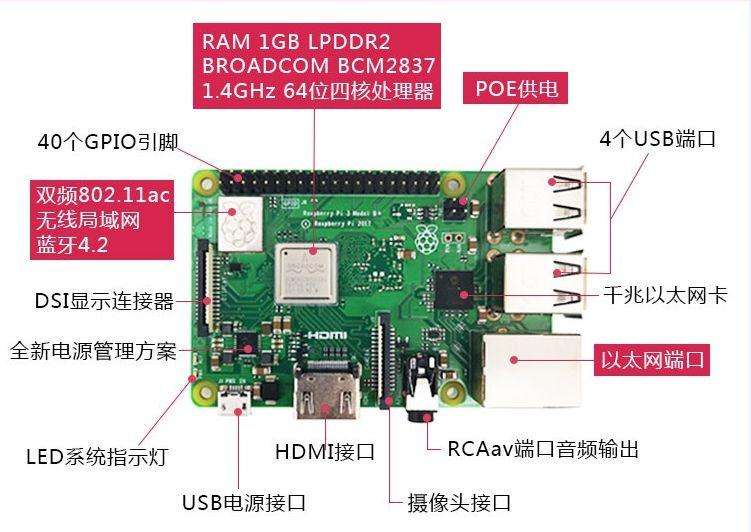 RAM 1GB LPDDR2
BROADCOM BCM2837
1.4GHz 64位四核处理器
POE供电
40个GPIO引脚
4个USB端口
双频802.11ac
无线局域网
蓝牙4.2
Raspberry Pi 3 Model B+
© Raspberry Pi 2017
DSI显示连接器
千兆以太网卡
HDMI
全新电源管理方案
以太网端口
LED系统指示灯
HDMI接口
RCAav端口音频输出
USB电源接口
摄像头接口